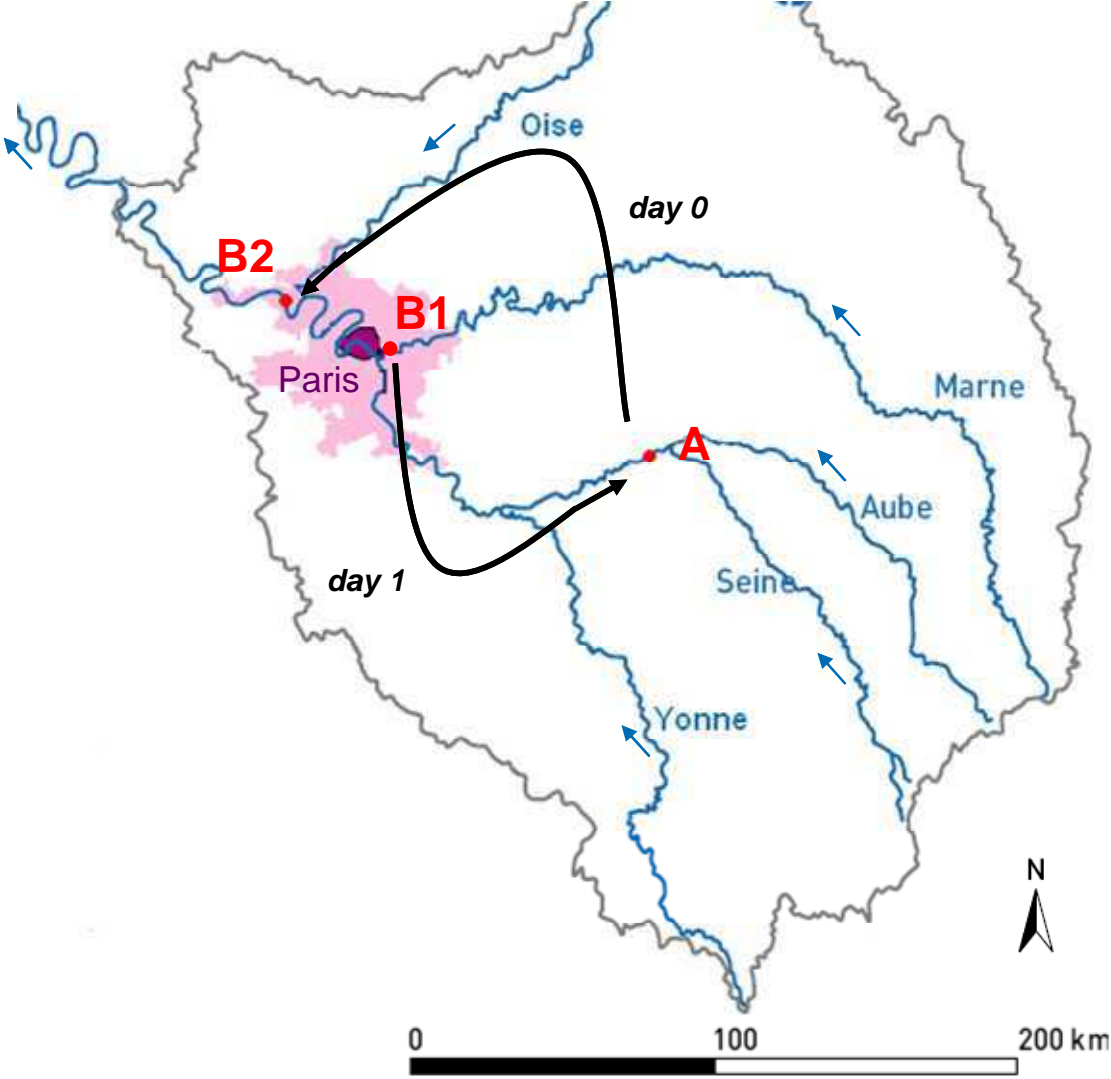 Oise
day 0
B2
B1
Paris
Marne
A
Aube
day 1
Seine
Yonne
N
0 100 200 km